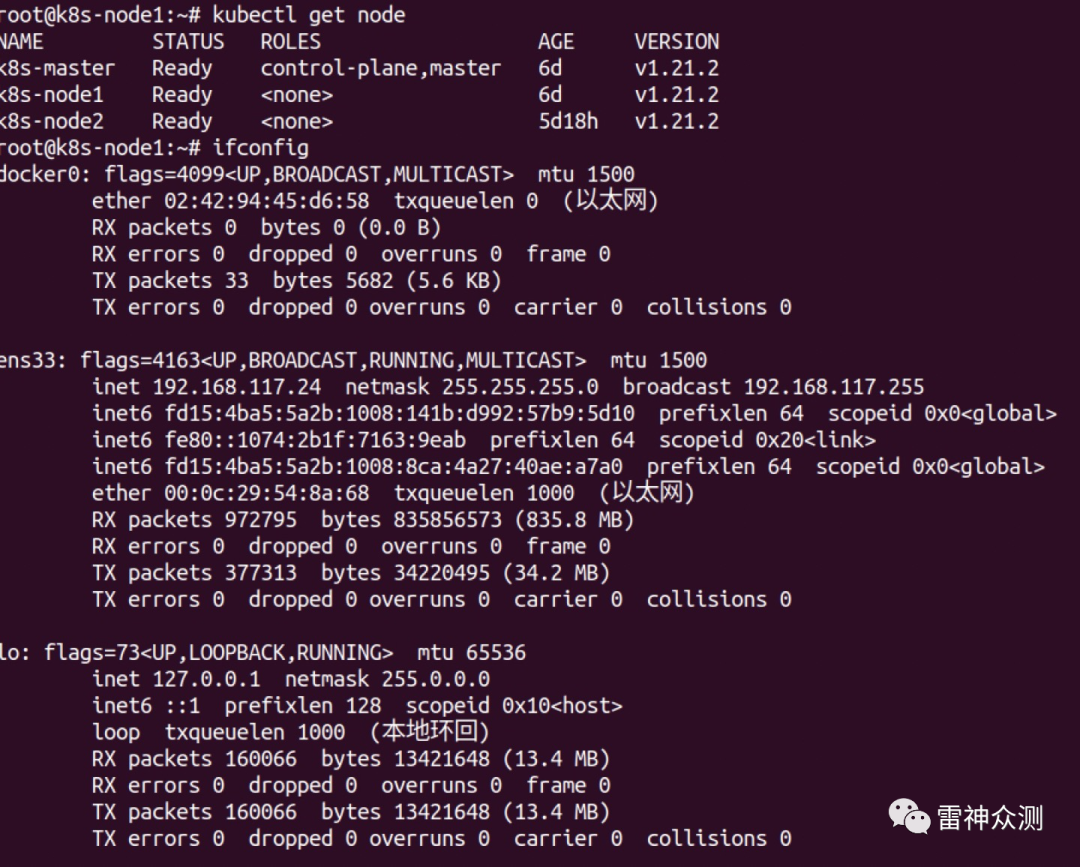 root@k8s-node1:~# kubectl get node
NAME STATUS ROLES AGE VERSION
k8s-master Ready control-plane,master 6d v1.21.2
k8s-node1 Ready <none> 6d v1.21.2
k8s-node2 Ready <none> 5d18h v1.21.2
root@k8s-node1:~# ifconfig
docker0: flags=4099<UP,BROADCAST,MULTICAST> mtu 1500
ether 02:42:94:45:d6:58 txqueuelen 0 (以太网)
RX packets 0 bytes 0 (0.0 B)
RX errors 0 dropped 0 overruns 0 frame 0
TX packets 33 bytes 5682 (5.6 KB)
TX errors 0 dropped 0 overruns 0 carrier 0 collisions 0
ens33: flags=4163<UP,BROADCAST,RUNNING,MULTICAST> mtu 1500
inet 192.168.117.24 netmask 255.255.255.0 broadcast 192.168.117.255
inet6 fd15:4ba5:5a2b:1008:141b:d992:57b9:5d10 prefixlen 64 scopeid 0x0<global>
inet6 fe80::1074:2b1f:7163:9eab prefixlen 64 scopeid 0x20<link>
inet6 fd15:4ba5:5a2b:1008:8ca:4a27:40ae:a7a0 prefixlen 64 scopeid 0x0<global>
ether 00:0c:29:54:8a:68 txqueuelen 1000 (以太网)
RX packets 972795 bytes 835856573 (835.8 MB)
RX errors 0 dropped 0 overruns 0 frame 0
TX packets 377313 bytes 34220495 (34.2 MB)
TX errors 0 dropped 0 overruns 0 carrier 0 collisions 0
lo: flags=73<UP,LOOPBACK,RUNNING> mtu 65536
inet 127.0.0.1 netmask 255.0.0.0
inet6 ::1 prefixlen 128 scopeid 0x10<host>
loop txqueuelen 1000 (本地环回)
RX packets 160066 bytes 13421648 (13.4 MB)
RX errors 0 dropped 0 overruns 0 frame 0
TX packets 160066 bytes 13421648 (13.4 MB)
TX errors 0 dropped 0 overruns 0 carrier 0 collisions 0
雷神众测